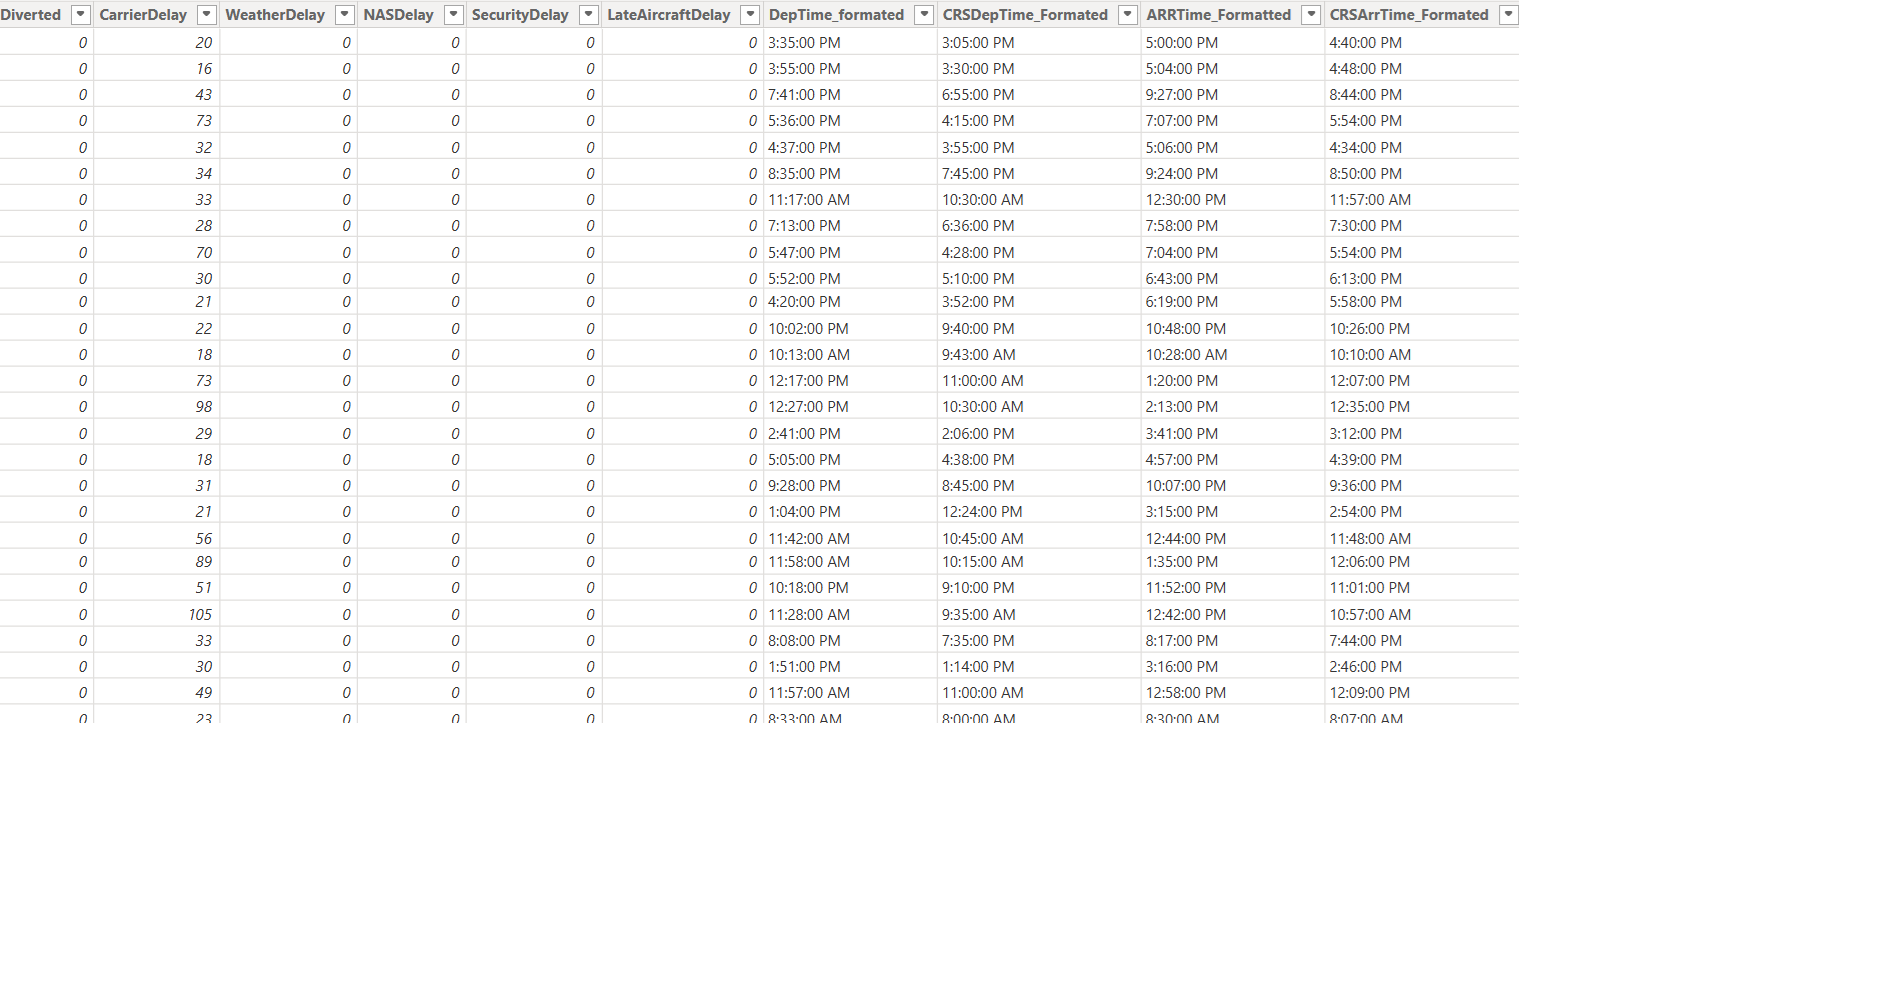 Diverted CarrierDelay WeatherDelay NASDelay SecurityDelay LateAircraftDelay DepTime_formated CRSDepTime_Formated ARRTime_Formatted CRSArrTime_Formated
0 20 0 0 0 0 3:35:00 PM 3:05:00 PM 5:00:00 PM 4:40:00 PM
0 16 0 0 0 0 3:55:00 PM 3:30:00 PM 5:04:00 PM 4:48:00 PM
0 43 0 0 0 0 7:41:00 PM 6:55:00 PM 9:27:00 PM 8:44:00 PM
0 73 0 0 0 0 5:36:00 PM 4:15:00 PM 7:07:00 PM 5:54:00 PM
0 32 0 0 0 0 4:37:00 PM 3:55:00 PM 5:06:00 PM 4:34:00 PM
0 34 0 0 0 0 8:35:00 PM 7:45:00 PM 9:24:00 PM 8:50:00 PM
0 33 0 0 0 0 11:17:00 AM 10:30:00 AM 12:30:00 PM 11:57:00 AM
0 28 0 0 0 0 7:13:00 PM 6:36:00 PM 7:58:00 PM 7:30:00 PM
0 70 0 0 0 0 5:47:00 PM 4:28:00 PM 7:04:00 PM 5:54:00 PM
0 30 0 0 0 0 5:52:00 PM 5:10:00 PM 6:43:00 PM 6:13:00 PM
0 21 0 0 0 0 4:20:00 PM 3:52:00 PM 6:19:00 PM 5:58:00 PM
0 22 0 0 0 0 10:02:00 PM 9:40:00 PM 10:48:00 PM 10:26:00 PM
0 18 0 0 0 0 10:13:00 AM 9:43:00 AM 10:28:00 AM 10:10:00 AM
0 73 0 0 0 0 12:17:00 PM 11:00:00 AM 1:20:00 PM 12:07:00 PM
0 98 0 0 0 0 12:27:00 PM 10:30:00 AM 2:13:00 PM 12:35:00 PM
0 29 0 0 0 0 2:41:00 PM 2:06:00 PM 3:41:00 PM 3:12:00 PM
0 18 0 0 0 0 5:05:00 PM 4:38:00 PM 4:57:00 PM 4:39:00 PM
0 31 0 0 0 0 9:28:00 PM 8:45:00 PM 10:07:00 PM 9:36:00 PM
0 21 0 0 0 0 1:04:00 PM 12:24:00 PM 3:15:00 PM 2:54:00 PM
0 56 0 0 0 0 11:42:00 AM 10:45:00 AM 12:44:00 PM 11:48:00 AM
0 89 0 0 0 0 11:58:00 AM 10:15:00 AM 1:35:00 PM 12:06:00 PM
0 51 0 0 0 0 10:18:00 PM 9:10:00 PM 11:52:00 PM 11:01:00 PM
0 105 0 0 0 0 11:28:00 AM 9:35:00 AM 12:42:00 PM 10:57:00 AM
0 33 0 0 0 0 8:08:00 PM 7:35:00 PM 8:17:00 PM 7:44:00 PM
0 30 0 0 0 0 1:51:00 PM 1:14:00 PM 3:16:00 PM 2:46:00 PM
0 49 0 0 0 0 11:57:00 AM 11:00:00 AM 12:58:00 PM 12:09:00 PM
0 23 0 0 0 0 8:33:00 AM 8:00:00 AM 8:30:00 AM 8:07:00 AM